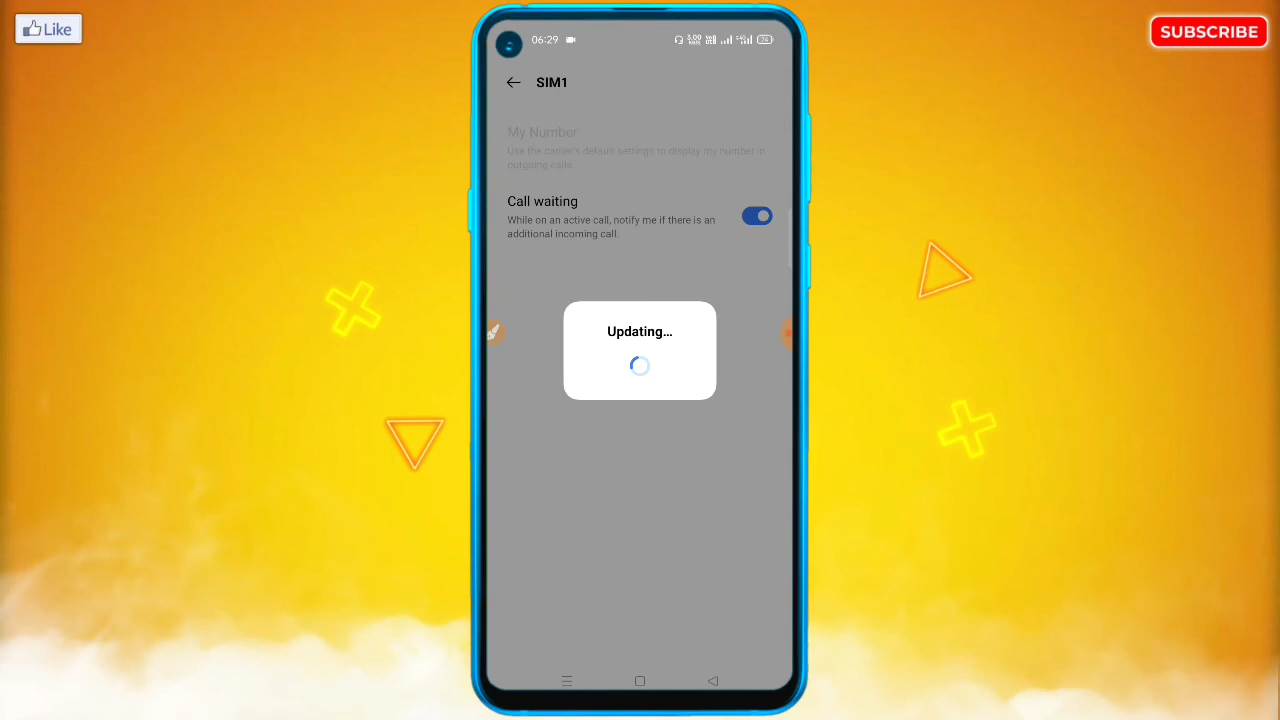 Like
SUBSCRIBE
06:29
SIM1
My Number
Use the carrier's default settings to display my number in
outgoing calls.
Call waiting
While on an active call, notify me if there is an
additional incoming call.
Updating...